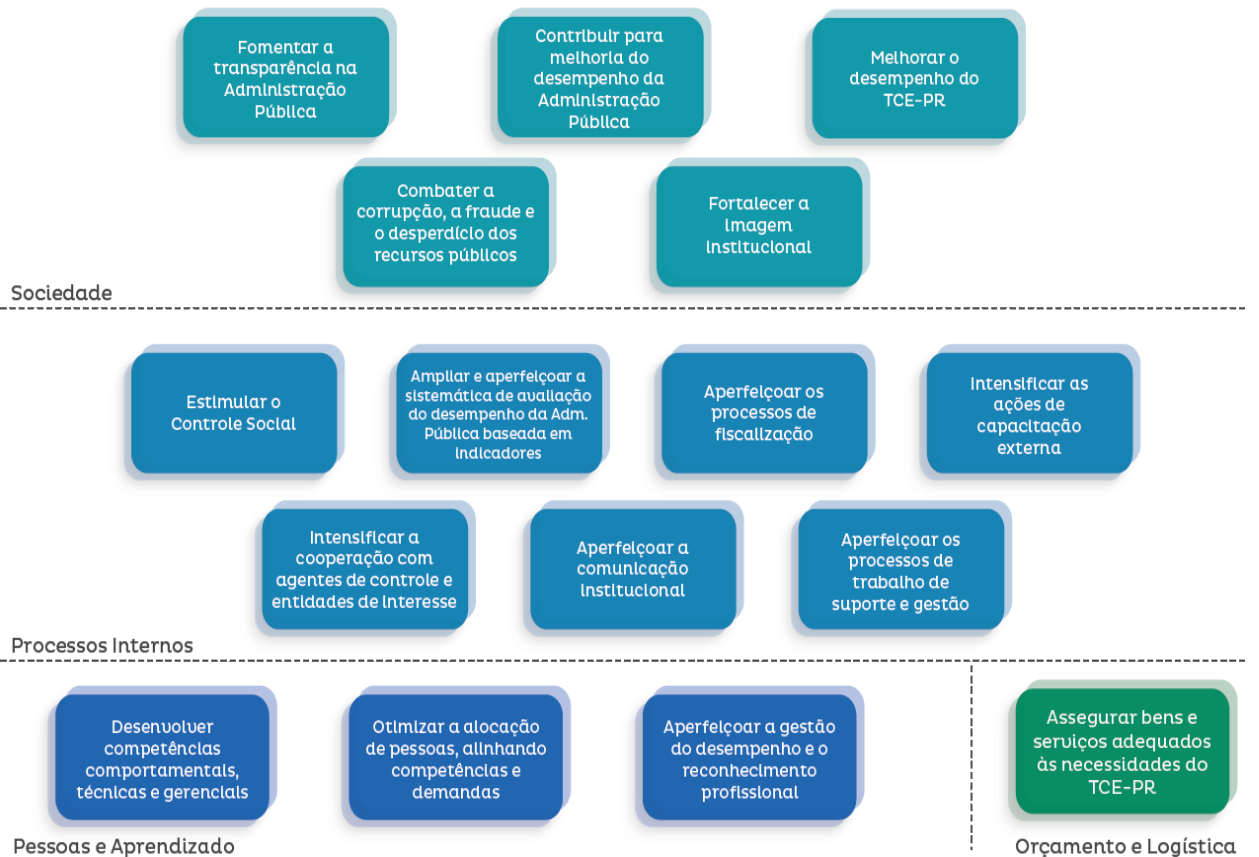 Fomentar a
transparência na
Administração
Pública
Contribuir para
melhoria do
desempenho da
Administração
Pública
Melhorar o
desempenho do
TCE-PR
Combater a
corrupção, a fraude e
o desperdício dos
recursos públicos
Fortalecer a
imagem
institucional
Sociedade
Estimular o
Controle Social
Ampliar e aperfeiçoar a
sistemática de avaliação
do desempenho da Adm.
Pública baseada em
indicadores
Aperfeiçoar os
processos de
fiscalização
Intensificar as
ações de
capacitação
externa
Intensificar a
cooperação com
agentes de controle e
entidades de interesse
Aperfeiçoar a
comunicação
institucional
Aperfeiçoar os
processos de
trabalho de
suporte e gestão
Processos Internos
Desenvolver
competências
comportamentais,
técnicas e gerenciais
Otimizar a alocação
de pessoas, alinhando
competências e
demandas
Aperfeiçoar a gestão
do desempenho e o
reconhecimento
profissional
Assegurar bens e
serviços adequados
às necessidades do
TCE-PR
Pessoas e Aprendizado
Orçamento e Logística